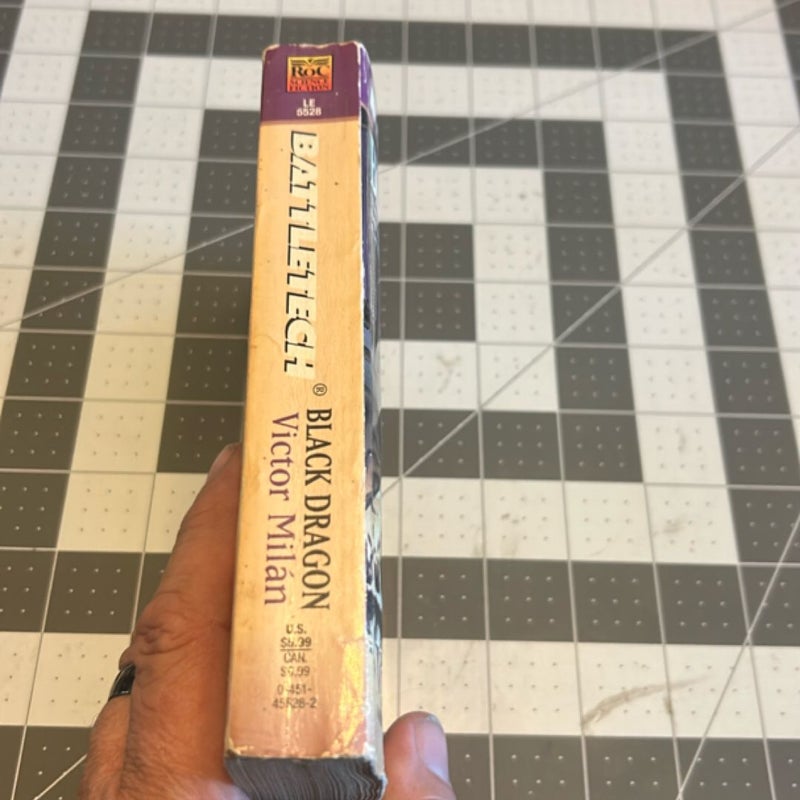 ROC
SCIENCE
FICTION
LE
5528
BATTLETECH®
BLACK DRAGON
Victor Milán
U.S.
$5.99
CAN.
$6.99
0-451-
45528-2